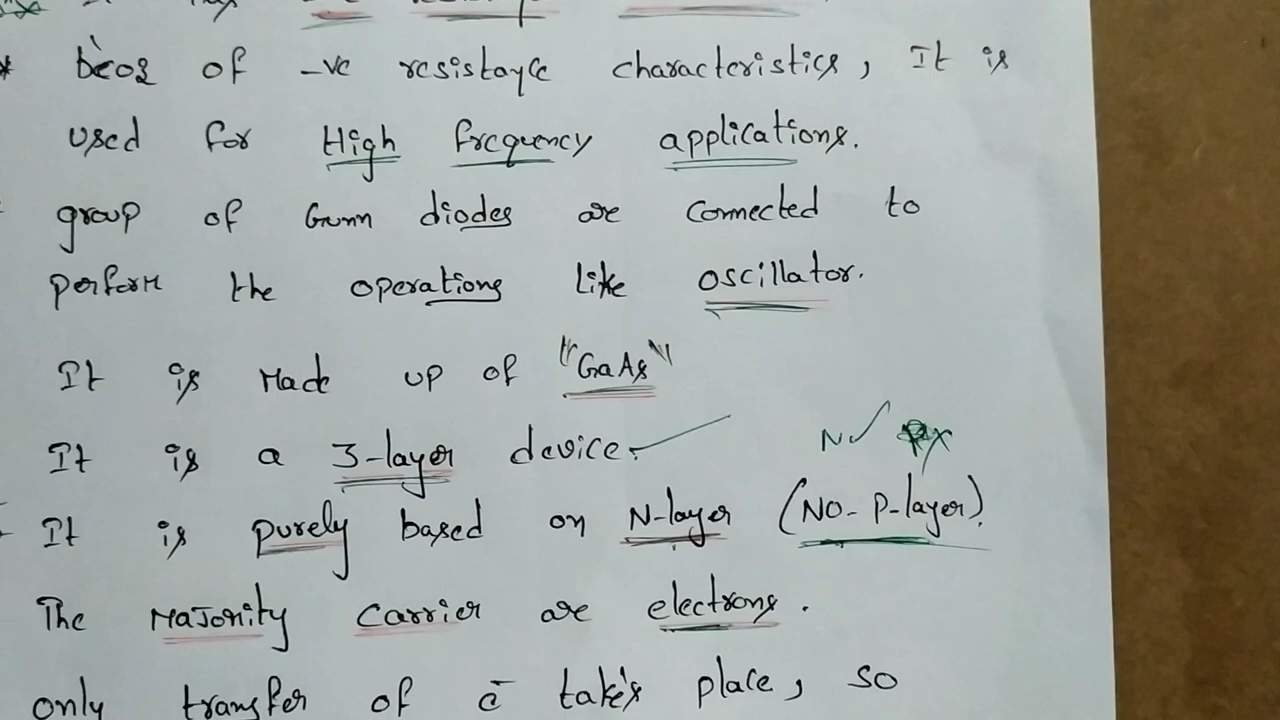 * b'coz of -ve resistance characteristics, It is
used for High frequency applications.
group of Gunn diodes are connected to
perform the operations like oscillator.
It is Made up of "GaAs"
It is a 3-layer device. N✓ P×
It is purely based on N-layer (NO-P-layer).
The Majority Carrier are electrons.
only transfer of e⁻ take's place, so